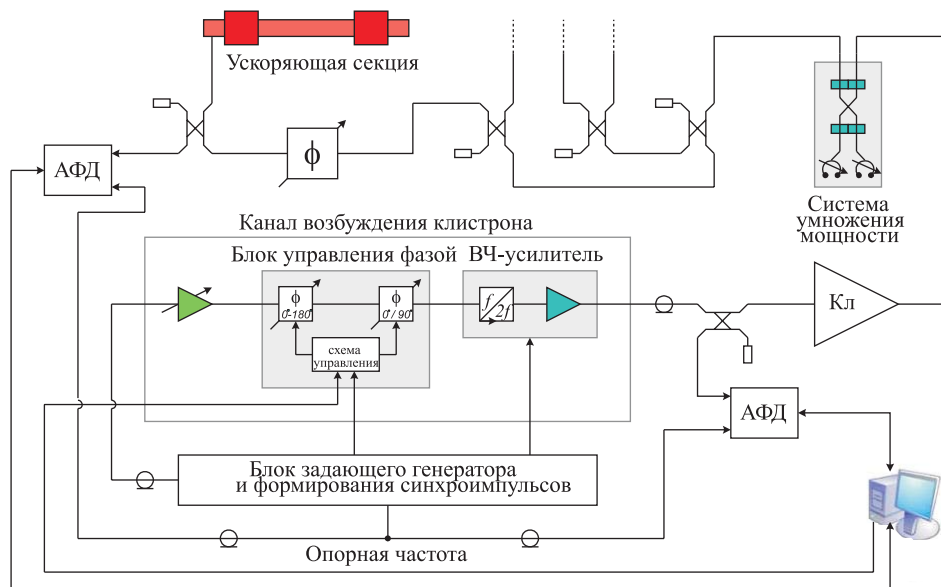 Ускоряющая секция
ϕ
АФД
Система
умножения
мощности
Канал возбуждения клистрона
Блок управления фазой
ВЧ-усилитель
ϕ
0°-180°
ϕ
0°/ 90°
f
2f
Кл
схема
управления
АФД
Блок задающего генератора
и формирования синхроимпульсов
Опорная частота